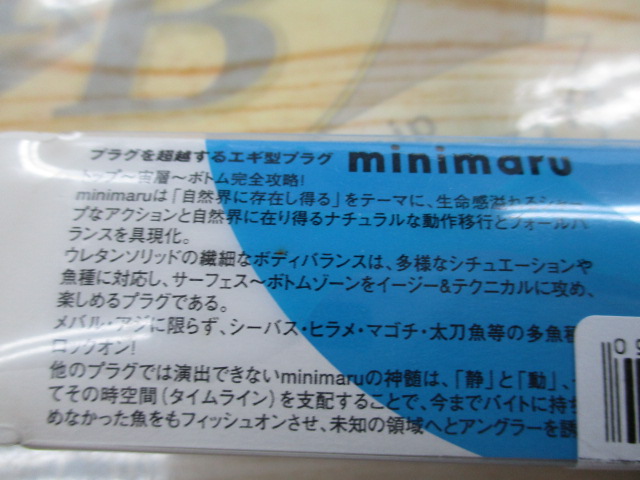 プラグを超越するエギ型プラグ minimaru
トップ～宙層～ボトム完全攻略!
minimaruは「自然界に存在し得る」をテーマに、生命感溢れるシャー
プなアクションと自然界に在り得るナチュラルな動作移行とフォールバ
ランスを具現化。
ウレタンソリッドの繊細なボディバランスは、多様なシチュエーションや
魚種に対応し、サーフェス～ボトムゾーンをイージー&テクニカルに攻め、
楽しめるプラグである。
メバル・アジに限らず、シーバス・ヒラメ・マゴチ・太刀魚等の多魚種
ロックオン!
他のプラグでは演出できないminimaruの神髄は、「静」と「動」、
てその時空間(タイムライン)を支配することで、今までバイトに持ち
めなかった魚をもフィッシュオンさせ、未知の領域へとアングラーを誘
B
jp
0 9